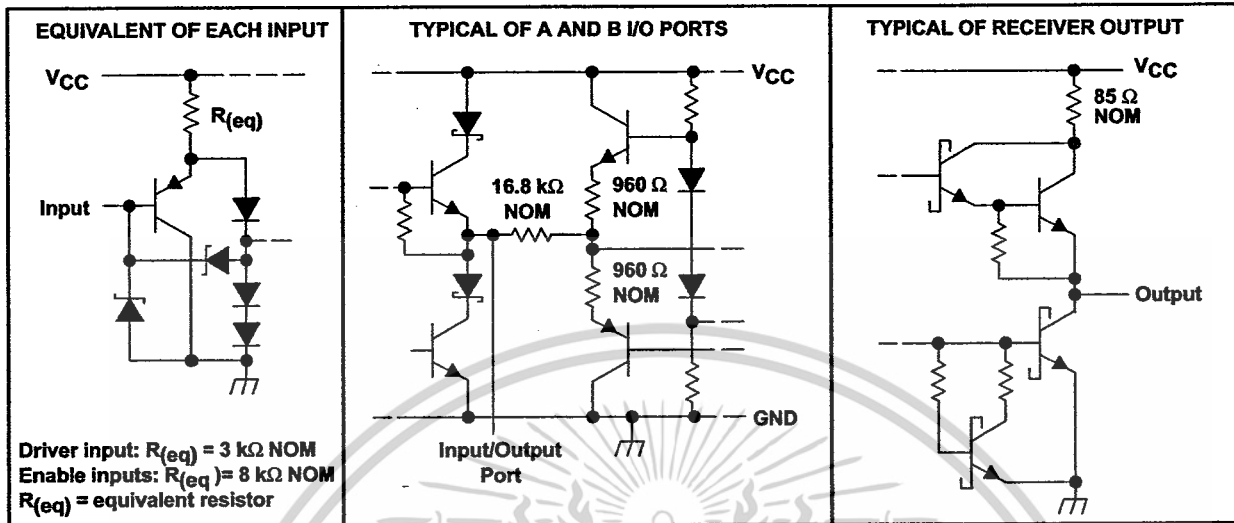 EQUIVALENT OF EACH INPUT
VCC
R(eq)
Input
Driver input: R(eq) = 3 kΩ NOM
Enable inputs: R(eq )= 8 kΩ NOM
R(eq) = equivalent resistor
TYPICAL OF A AND B I/O PORTS
VCC
16.8 kΩ
NOM
960 Ω
NOM
960 Ω
NOM
GND
Input/Output
Port
TYPICAL OF RECEIVER OUTPUT
VCC
85 Ω
NOM
Output